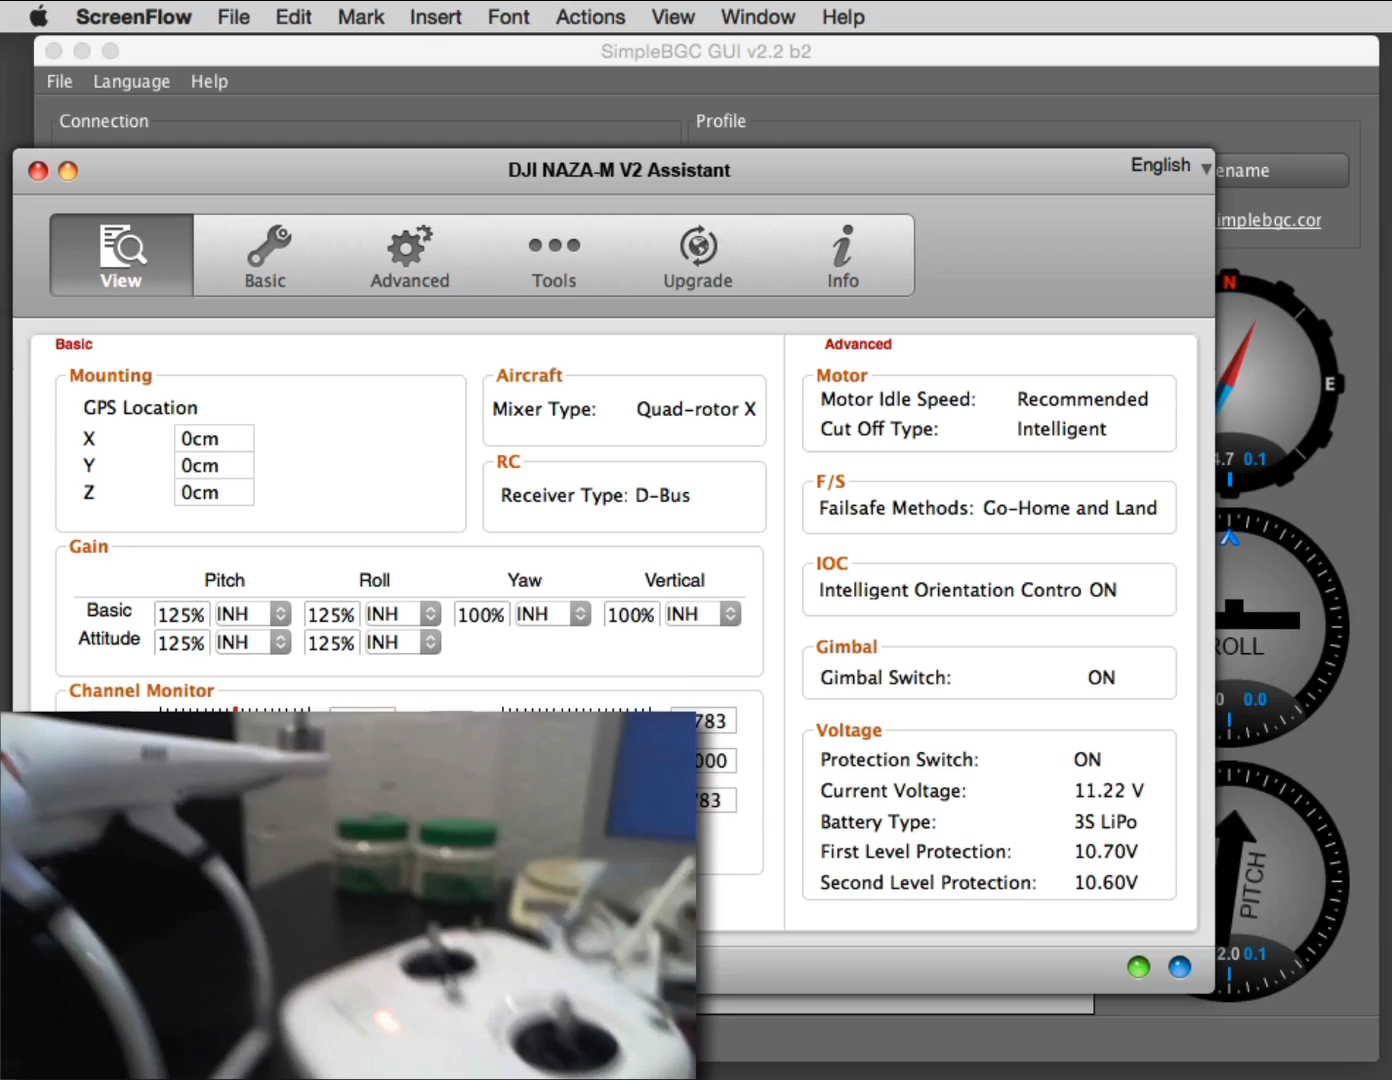 ScreenFlow File Edit Mark Insert Font Actions View Window Help
SimpleBGC GUI v2.2 b2
File Language Help
Connection
Profile
DJI NAZA-M V2 Assistant
English
ename
implebgc.cor
View
Basic
Advanced
Tools
Upgrade
Info
Basic
Mounting
GPS Location
X 0cm
Y 0cm
Z 0cm
Aircraft
Mixer Type: Quad-rotor X
RC
Receiver Type: D-Bus
Gain
Pitch Roll Yaw Vertical
Basic 125% INH 125% INH 100% INH 100% INH
Attitude 125% INH 125% INH
Channel Monitor
783
000
83
Advanced
Motor
Motor Idle Speed: Recommended
Cut Off Type: Intelligent
F/S
Failsafe Methods: Go-Home and Land
IOC
Intelligent Orientation Contro ON
Gimbal
Gimbal Switch: ON
Voltage
Protection Switch: ON
Current Voltage: 11.22 V
Battery Type: 3S LiPo
First Level Protection: 10.70V
Second Level Protection: 10.60V
N
E
.7 0.1
ROLL
0 0.0
PITCH
2.0 0.1